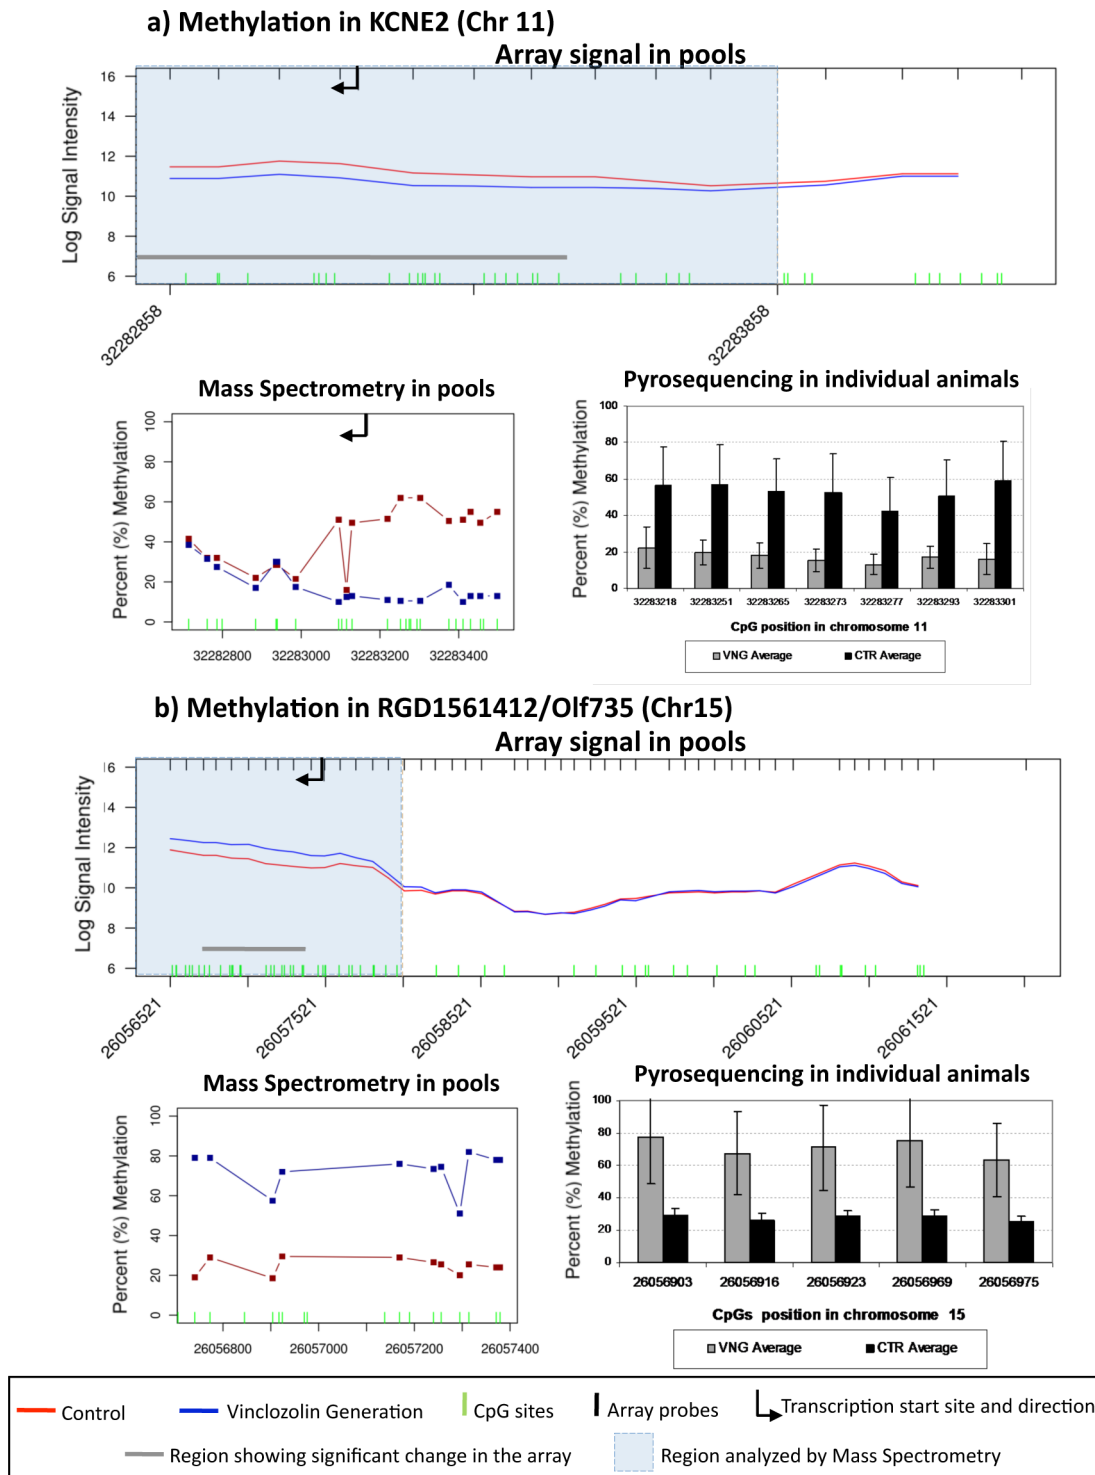 a) Methylation in KCNE2 (Chr 11)
Array signal in pools
Log Signal Intensity
16
14
12
10
8
6
32282858
32283858
Mass Spectrometry in pools
Percent (%) Methylation
100
80
60
40
20
0
32282800
32283000
32283200
32283400
Pyrosequencing in individual animals
Percent (%) Methylation
100
80
60
40
20
0
32283218 32283251 32283265 32283273 32283277 32283293 32283301
CpG position in chromosome 11
VNG Average CTR Average
b) Methylation in RGD1561412/Olf735 (Chr15)
Array signal in pools
Log Signal Intensity
16
14
12
10
8
6
26056521
26057521
26058521
26059521
26060521
26061521
Mass Spectrometry in pools
Percent (%) Methylation
100
80
60
40
20
0
26056800
26057000
26057200
26057400
Pyrosequencing in individual animals
Percent (%) Methylation
100
80
60
40
20
0
26056903 26056916 26056923 26056969 26056975
CpGs position in chromosome 15
VNG Average CTR Average
Control Vinclozolin Generation CpG sites Array probes Transcription start site and direction
Region showing significant change in the array Region analyzed by Mass Spectrometry